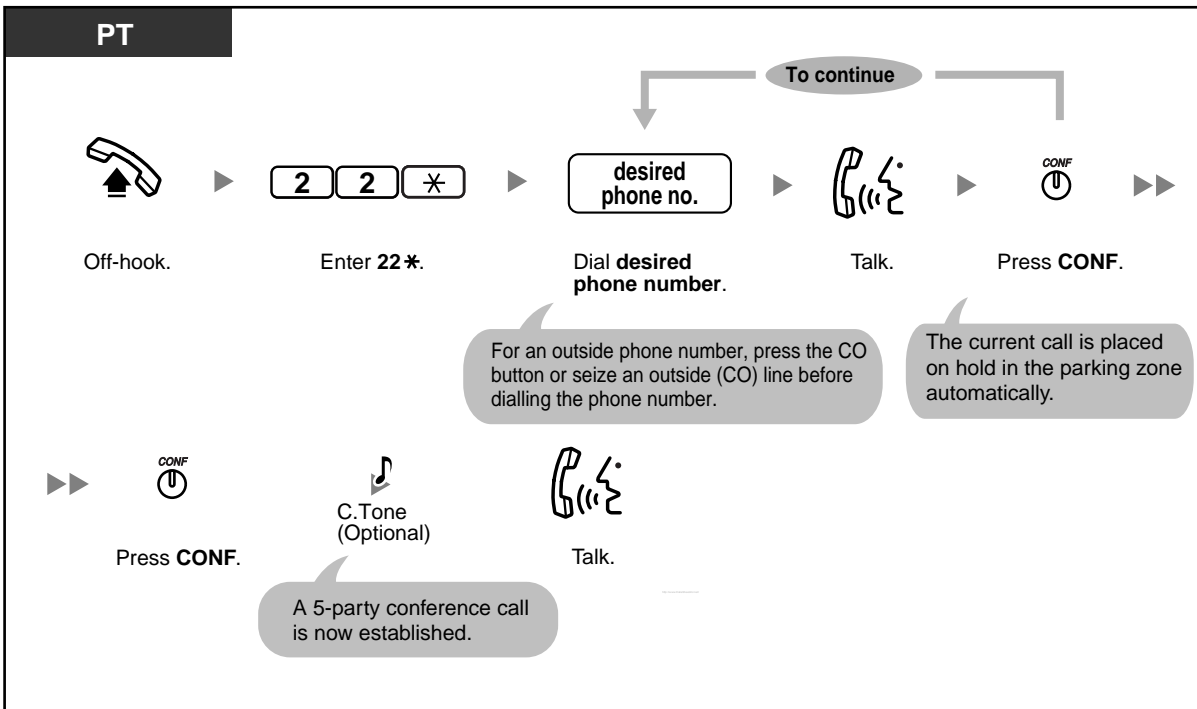 PT
To continue
2 2 *
desired
phone no.
CONF
Off-hook.
Enter 22*.
Dial desired
phone number.
Talk.
Press CONF.
For an outside phone number, press the CO
button or seize an outside (CO) line before
dialling the phone number.
The current call is placed
on hold in the parking zone
automatically.
CONF
Press CONF.
C.Tone
(Optional)
Talk.
A 5-party conference call
is now established.